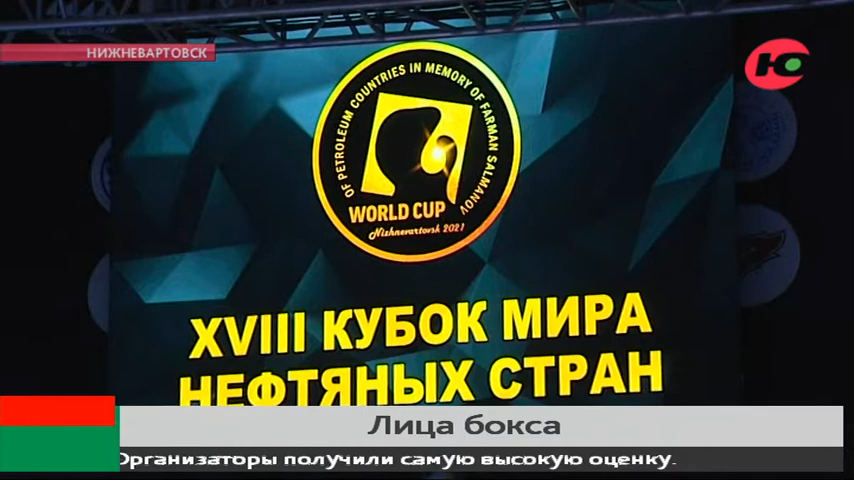 НИЖНЕВАРТОВСК
Ю
OF PETROLEUM COUNTRIES IN MEMORY OF FARMAN SALMANOV
WORLD CUP
Nizhnevartovsk 2021
XVIII КУБОК МИРА
НЕФТЯНЫХ СТРАН
Лица бокса
Организаторы получили самую высокую оценку.